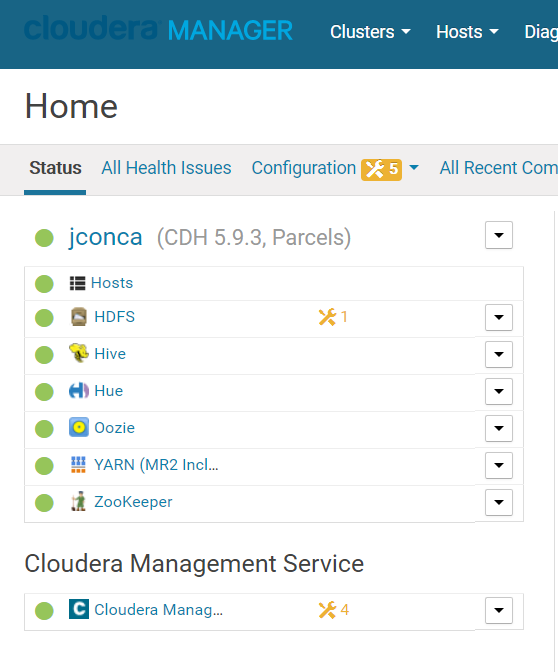 cloudera MANAGER Clusters Hosts Diag
Home
Status All Health Issues Configuration 5 All Recent Com
jconca (CDH 5.9.3, Parcels)
Hosts
HDFS 1
Hive
Hue
Oozie
YARN (MR2 Incl...
ZooKeeper
Cloudera Management Service
C Cloudera Manag... 4